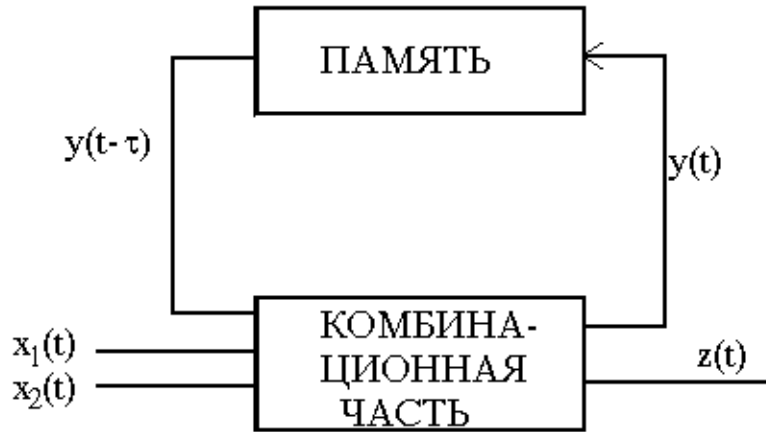 ПАМЯТЬ
y(t- τ)
y(t)
КОМБИНА-
ЦИОННАЯ
ЧАСТЬ
x₁(t)
x₂(t)
z(t)